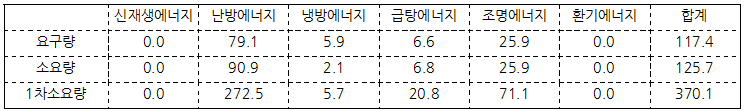 신재생에너지 난방에너지 냉방에너지 급탕에너지 조명에너지 환기에너지 합계
요구량 0.0 79.1 5.9 6.6 25.9 0.0 117.4
소요량 0.0 90.9 2.1 6.8 25.9 0.0 125.7
1차소요량 0.0 272.5 5.7 20.8 71.1 0.0 370.1